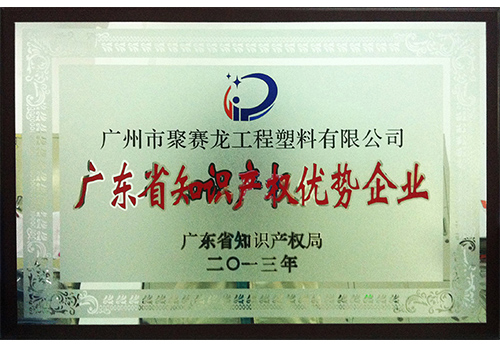 广州市聚赛龙工程塑料有限公司
广东省知识产权优势企业
广东省知识产权局
二〇一三年